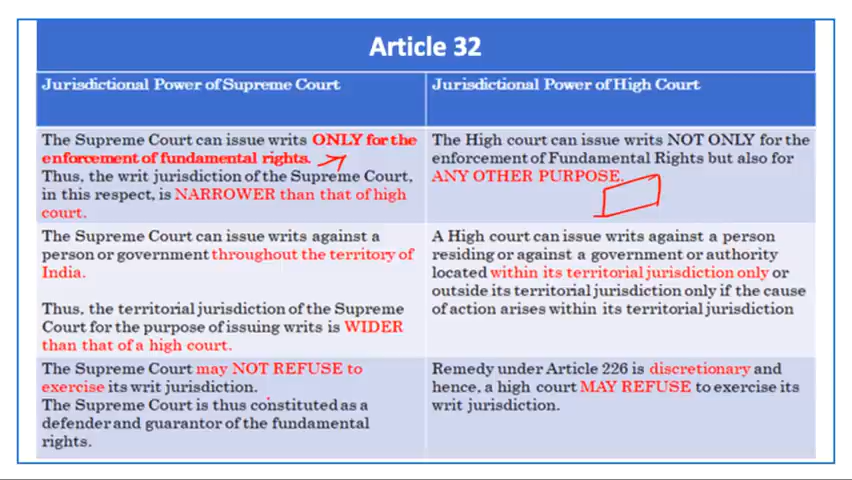 Article 32
Jurisdictional Power of Supreme Court
Jurisdictional Power of High Court
The Supreme Court can issue writs ONLY for the
enforcement of fundamental rights.
Thus, the writ jurisdiction of the Supreme Court,
in this respect, is NARROWER than that of high
court.
The High court can issue writs NOT ONLY for the
enforcement of Fundamental Rights but also for
ANY OTHER PURPOSE.
The Supreme Court can issue writs against a
person or government throughout the territory of
India.
Thus, the territorial jurisdiction of the Supreme
Court for the purpose of issuing writs is WIDER
than that of a high court.
A High court can issue writs against a person
residing or against a government or authority
located within its territorial jurisdiction only or
outside its territorial jurisdiction only if the cause
of action arises within its territorial jurisdiction
The Supreme Court may NOT REFUSE to
exercise its writ jurisdiction.
The Supreme Court is thus constituted as a
defender and guarantor of the fundamental
rights.
Remedy under Article 226 is discretionary and
hence, a high court MAY REFUSE to exercise its
writ jurisdiction.